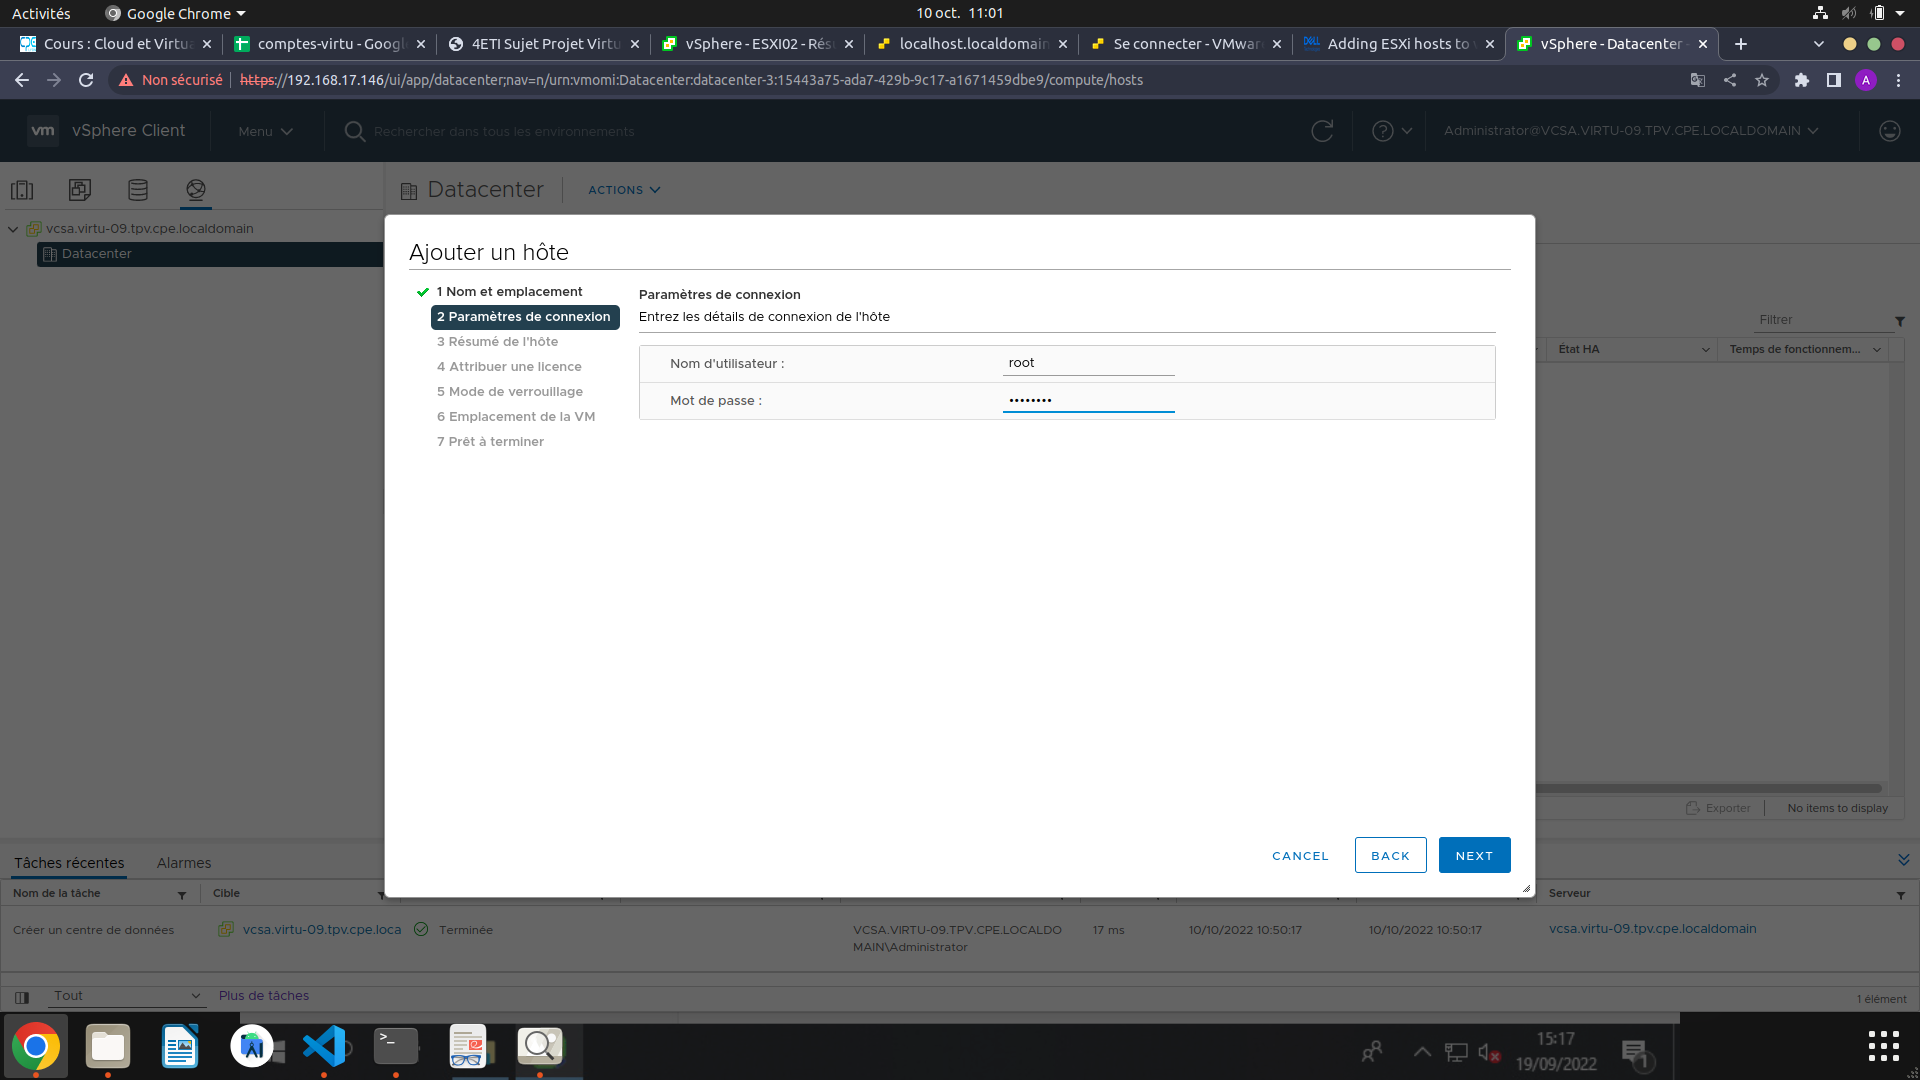 Activités
Google Chrome
10 oct. 11:01
Cours : Cloud et Virtua
comptes-virtu - Googl
4ETI Sujet Projet Virtu
vSphere - ESXI02 - Rés
localhost.localdomain
Se connecter - VMwar
DELL
Adding ESXi hosts to v
vSphere - Datacenter -
Non sécurisé
https://192.168.17.146/ui/app/datacenter;nav=n/urn:vmomi:Datacenter:datacenter-3:15443a75-ada7-429b-9c17-a1671459dbe9/compute/hosts
A
vm
vSphere Client
Menu
Rechercher dans tous les environnements
Administrator@VCSA.VIRTU-09.TPV.CPE.LOCALDOMAIN
vcsa.virtu-09.tpv.cpe.localdomain
Datacenter
Datacenter
ACTIONS
Ajouter un hôte
1 Nom et emplacement
2 Paramètres de connexion
3 Résumé de l'hôte
4 Attribuer une licence
5 Mode de verrouillage
6 Emplacement de la VM
7 Prêt à terminer
Paramètres de connexion
Entrez les détails de connexion de l'hôte
Nom d'utilisateur :
root
Mot de passe :
••••••••
Filtrer
État HA
Temps de fonctionnem...
Exporter
No items to display
CANCEL
BACK
NEXT
Tâches récentes
Alarmes
Nom de la tâche
Cible
Serveur
Créer un centre de données
vcsa.virtu-09.tpv.cpe.loca
Terminée
VCSA.VIRTU-09.TPV.CPE.LOCALDO
MAIN\Administrator
17 ms
10/10/2022 10:50:17
10/10/2022 10:50:17
vcsa.virtu-09.tpv.cpe.localdomain
Tout
Plus de tâches
1 élément
AI
>_
15:17
19/09/2022
1